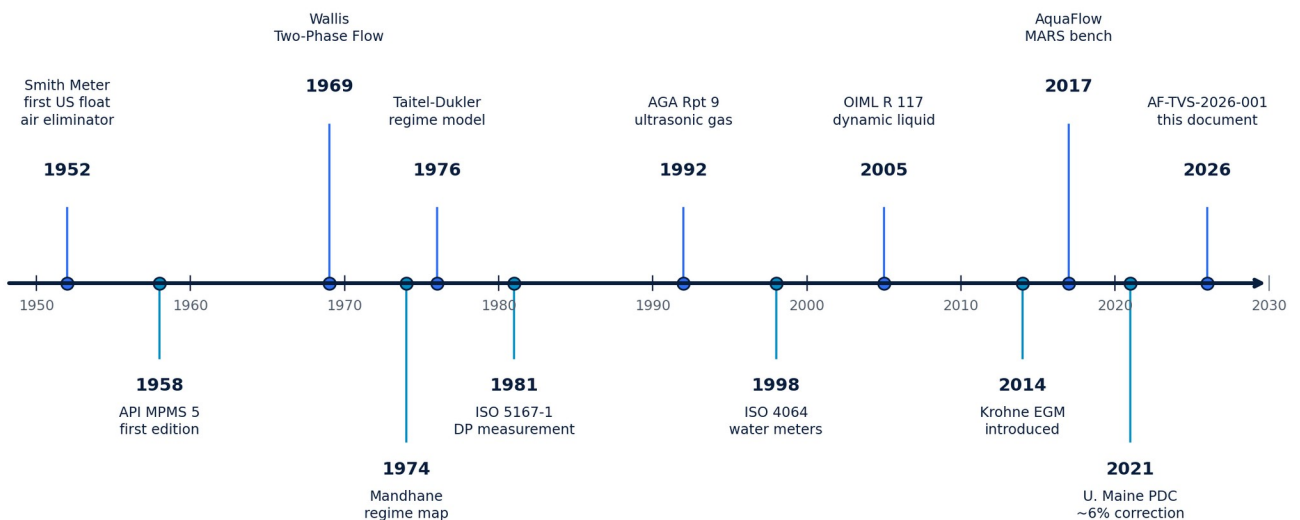 Wallis
Two-Phase Flow
1969
AquaFlow
MARS bench
2017
Smith Meter
first US float
air eliminator
1952
Taitel-Dukler
regime model
1976
AGA Rpt 9
ultrasonic gas
1992
OIML R 117
dynamic liquid
2005
AF-TVS-2026-001
this document
2026
1950
1960
1970
1980
1990
2000
2010
2020
2030
1958
API MPMS 5
first edition
1981
ISO 5167-1
DP measurement
1998
ISO 4064
water meters
2014
Krohne EGM
introduced
1974
Mandhane
regime map
2021
U. Maine PDC
~6% correction